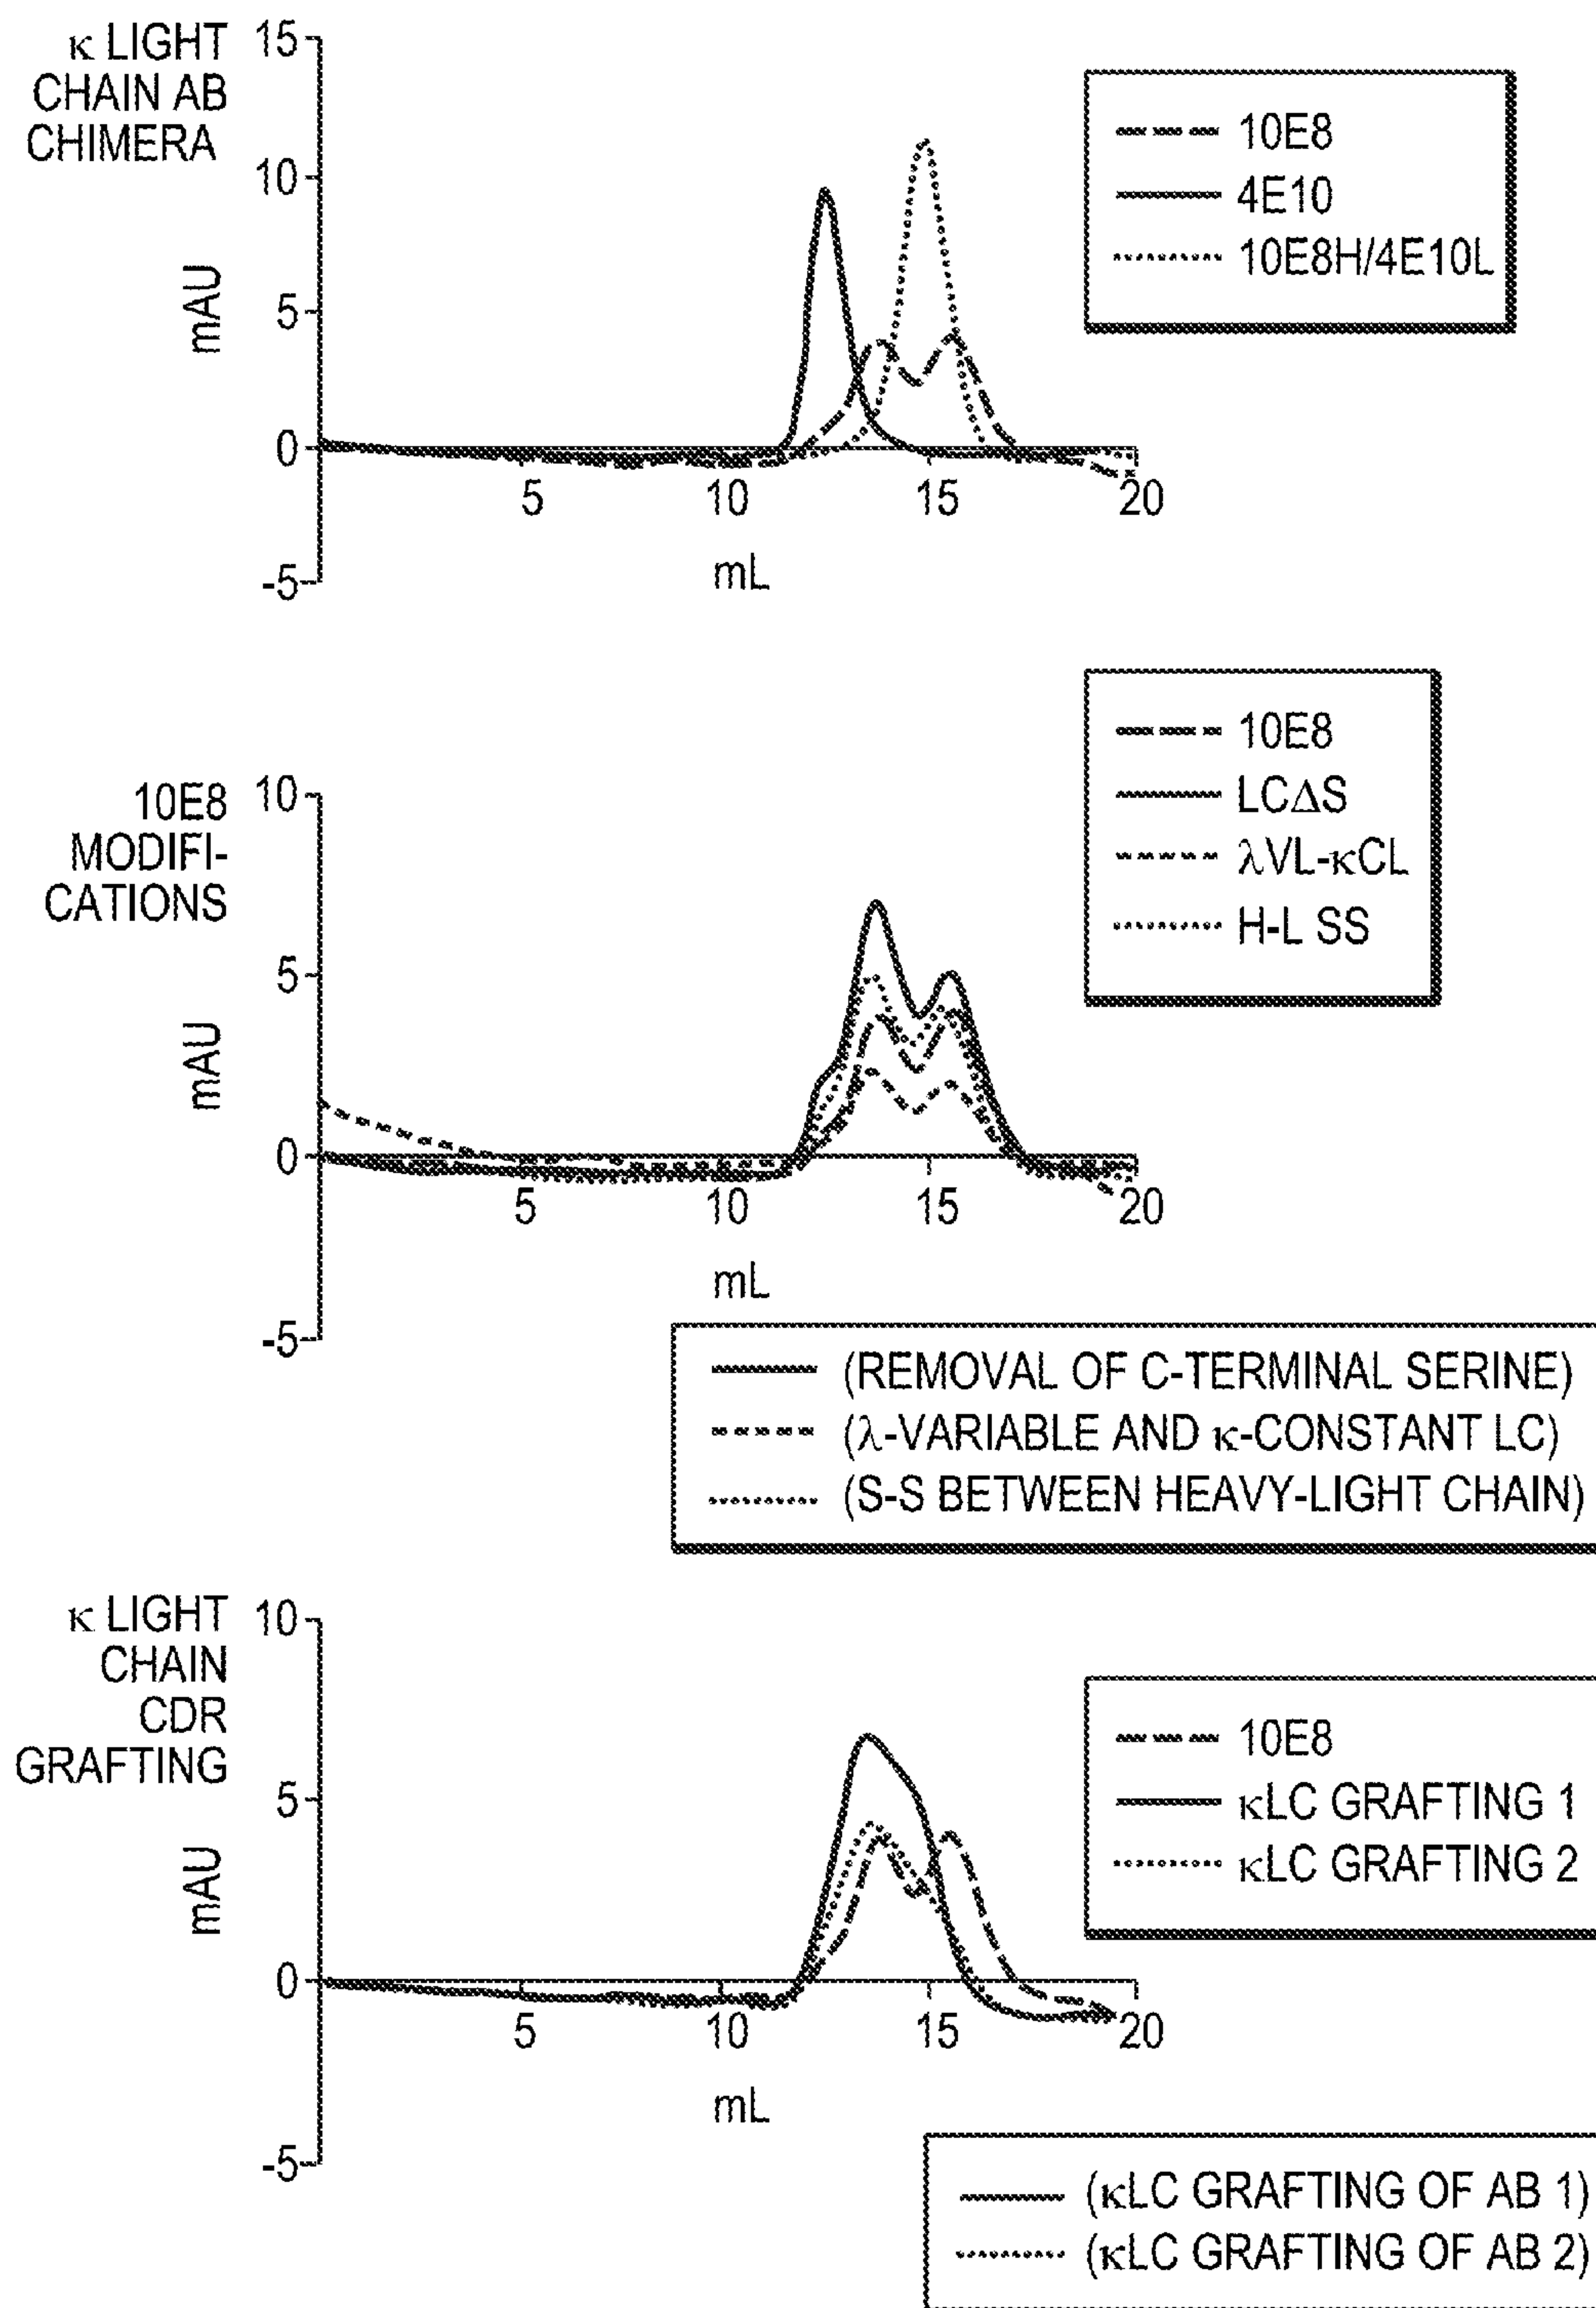 κ LIGHT
CHAIN AB
CHIMERA
15
10
5
0
-5
mAU
5
10
15
20
mL
10E8
4E10
10E8H/4E10L
10E8
MODIFI-
CATIONS
10
5
0
-5
mAU
5
10
15
20
mL
10E8
LCΔS
λVL-κCL
H-L SS
(REMOVAL OF C-TERMINAL SERINE)
(λ-VARIABLE AND κ-CONSTANT LC)
(S-S BETWEEN HEAVY-LIGHT CHAIN)
κ LIGHT
CHAIN
CDR
GRAFTING
10
5
0
-5
mAU
5
10
15
20
mL
10E8
κLC GRAFTING 1
κLC GRAFTING 2
(κLC GRAFTING OF AB 1)
(κLC GRAFTING OF AB 2)